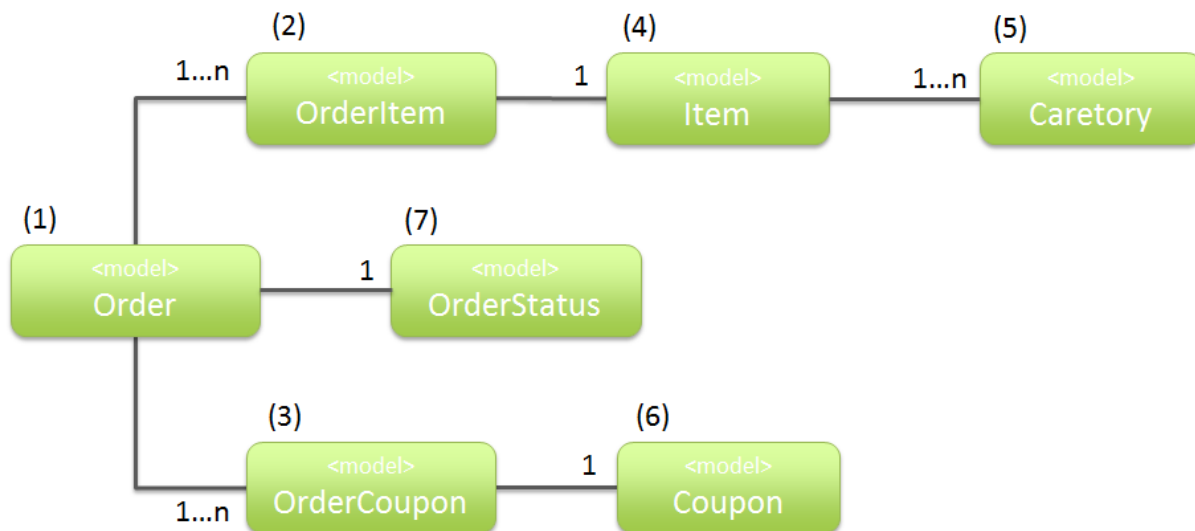 (2)
(4)
(5)
1...n
<model>
OrderItem
1
<model>
Item
1...n
<model>
Caretory
(1)
(7)
<model>
Order
1
<model>
OrderStatus
(3)
(6)
1...n
<model>
OrderCoupon
1
<model>
Coupon